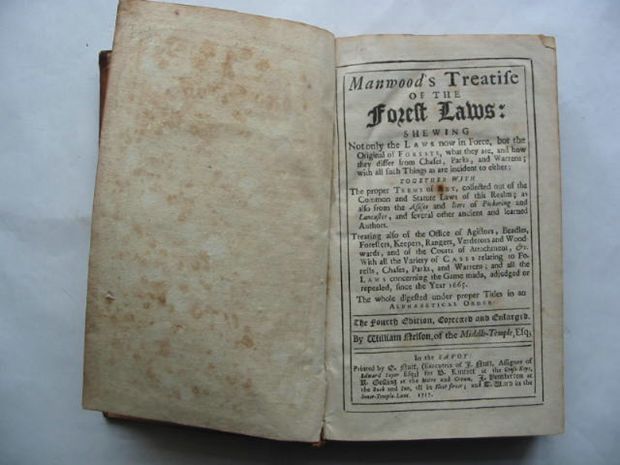 Manwood's Treatiſe
OF THE
Foreſt Laws:
SHEWING
Not only the LAWS now in Force, but the
Original of FORESTS, what they are, and how
they differ from Chaſes, Parks, and Warrens;
with all ſuch Things as are incident to either:
TOGETHER WITH
The proper TERMS of ART, collected out of the
Common and Statute Laws of this Realm; as
alſo from the Aſſiſes and Iters of Pickering and
Lancaſter, and ſeveral other ancient and learned
Authors.
Treating alſo of the Office of Agiſtors, Beadles,
Foreſters, Keepers, Rangers, Verderors and Wood-
wards, and of the Courts of Attachment, &c.
With all the Variety of CASES relating to Fo-
reſts, Chaſes, Parks, and Warrens; and all the
LAWS concerning the Game made, adjudged or
repealed, ſince the Year 1665.
The whole digeſted under proper Titles in an
ALPHABETICAL ORDER.
The Fourth Edition, Corrected and Enlarged.
By William Nelſon, of the Middle-Temple, Eſq;
In the SAVOY:
Printed by E. Nutt, (Executrix of J. Nutt, Aſſignee of
Edward Sayer Eſq;) for B. Lintott at the Croſs-Keys,
R. Goſling at the Mitre and Crown, J. Pemberton at
the Buck and Sun, all in Fleet-ſtreet; and T. Ward in the
Inner-Temple-Lane. 1717.